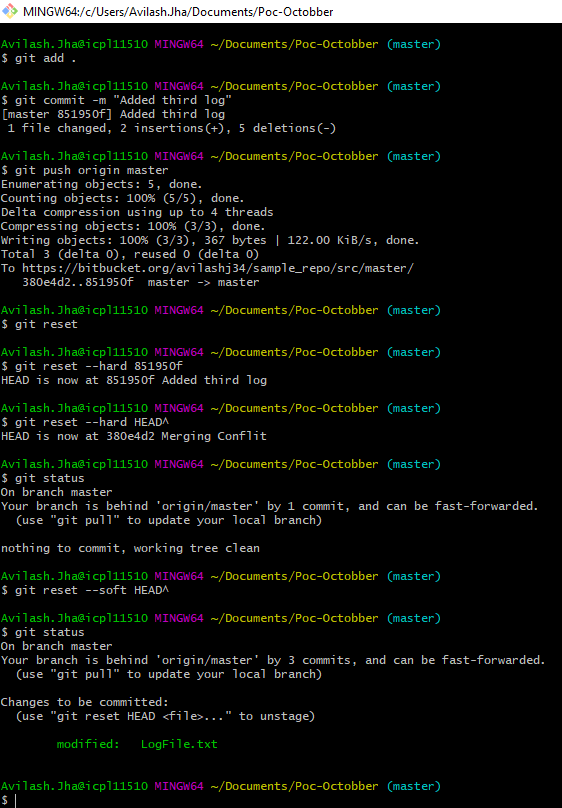 MINGW64:/c/Users/AvilashJha/Documents/Poc-Octobber
Avilash.Jha@icpl11510 MINGW64 ~/Documents/Poc-Octobber (master)
$ git add .
Avilash.Jha@icpl11510 MINGW64 ~/Documents/Poc-Octobber (master)
$ git commit -m "Added third log"
[master 851950f] Added third log
 1 file changed, 2 insertions(+), 5 deletions(-)
Avilash.Jha@icpl11510 MINGW64 ~/Documents/Poc-Octobber (master)
$ git push origin master
Enumerating objects: 5, done.
Counting objects: 100% (5/5), done.
Delta compression using up to 4 threads
Compressing objects: 100% (3/3), done.
Writing objects: 100% (3/3), 367 bytes | 122.00 KiB/s, done.
Total 3 (delta 0), reused 0 (delta 0)
To https://bitbucket.org/avilashj34/sample_repo/src/master/
   380e4d2..851950f  master -> master
Avilash.Jha@icpl11510 MINGW64 ~/Documents/Poc-Octobber (master)
$ git reset
Avilash.Jha@icpl11510 MINGW64 ~/Documents/Poc-Octobber (master)
$ git reset --hard 851950f
HEAD is now at 851950f Added third log
Avilash.Jha@icpl11510 MINGW64 ~/Documents/Poc-Octobber (master)
$ git reset --hard HEAD^
HEAD is now at 380e4d2 Merging Conflit
Avilash.Jha@icpl11510 MINGW64 ~/Documents/Poc-Octobber (master)
$ git status
On branch master
Your branch is behind 'origin/master' by 1 commit, and can be fast-forwarded.
  (use "git pull" to update your local branch)
nothing to commit, working tree clean
Avilash.Jha@icpl11510 MINGW64 ~/Documents/Poc-Octobber (master)
$ git reset --soft HEAD^
Avilash.Jha@icpl11510 MINGW64 ~/Documents/Poc-Octobber (master)
$ git status
On branch master
Your branch is behind 'origin/master' by 3 commits, and can be fast-forwarded.
  (use "git pull" to update your local branch)
Changes to be committed:
  (use "git reset HEAD <file>..." to unstage)
        modified:   LogFile.txt
Avilash.Jha@icpl11510 MINGW64 ~/Documents/Poc-Octobber (master)
$